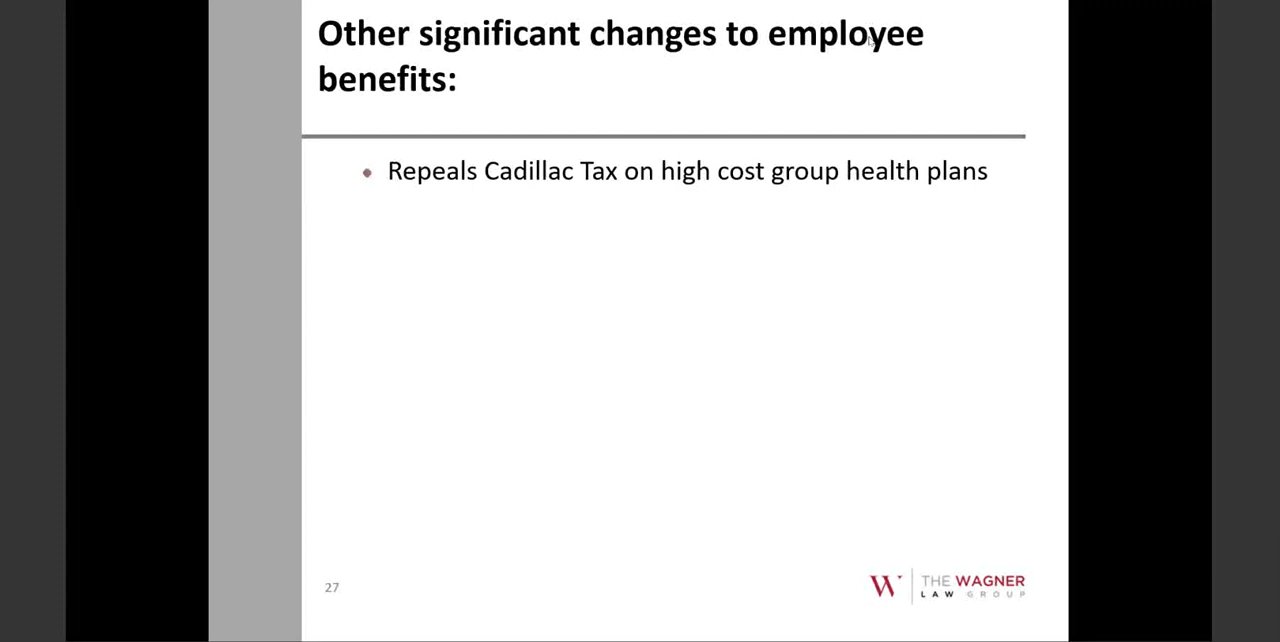 Other significant changes to employee
benefits:
• Repeals Cadillac Tax on high cost group health plans
27
W THE WAGNER
LAW GROUP